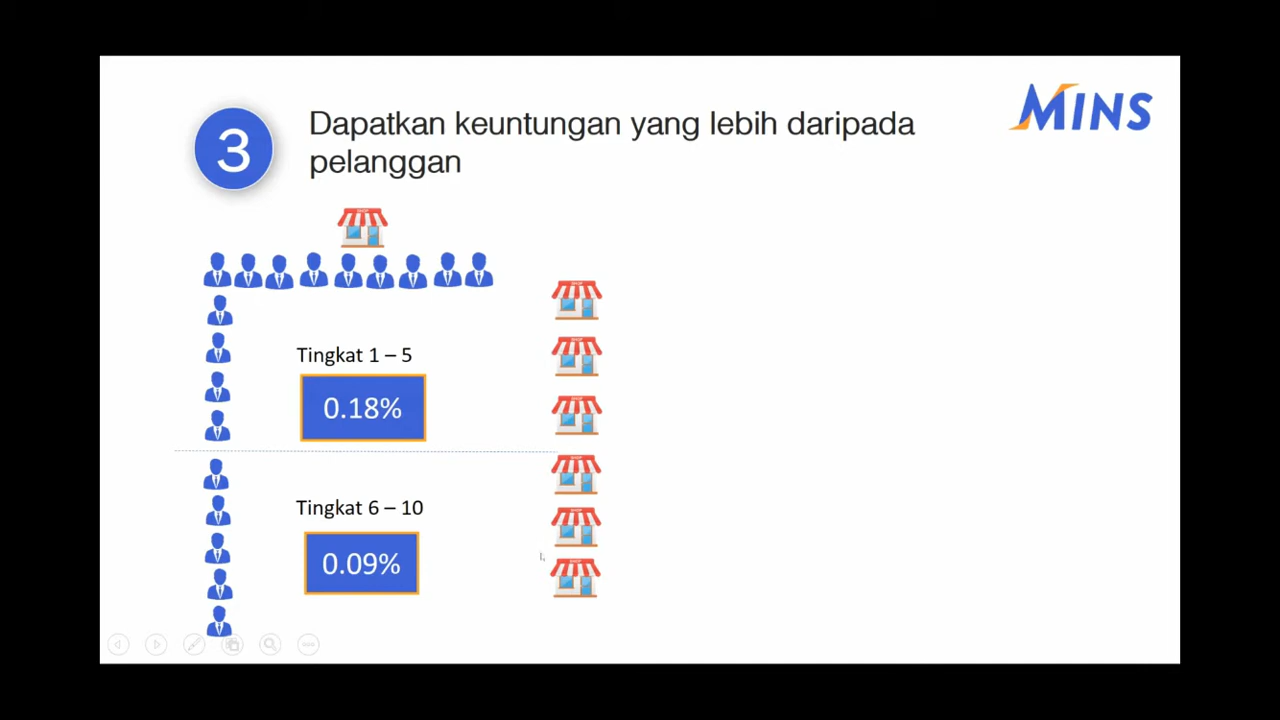 3
Dapatkan keuntungan yang lebih daripada
pelanggan
MINS
Tingkat 1 – 5
0.18%
Tingkat 6 – 10
0.09%